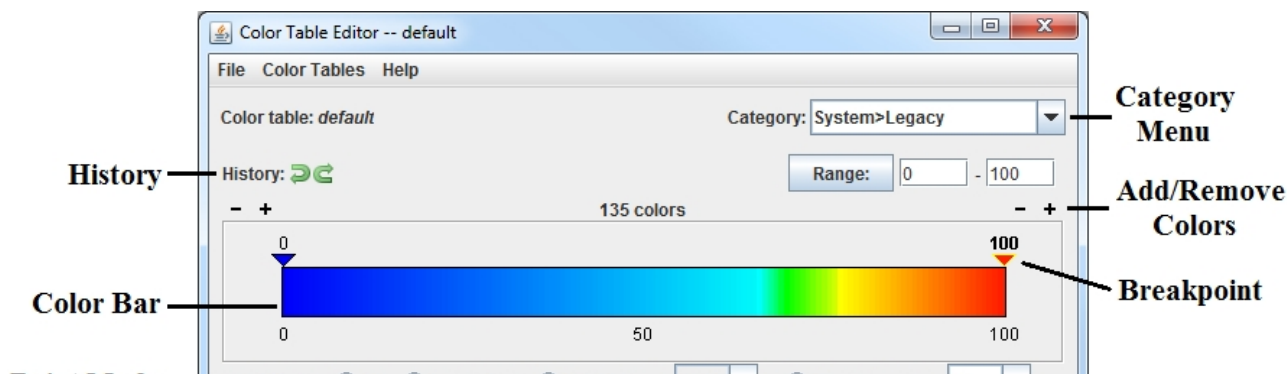 Color Table Editor -- default
File Color Tables Help
Color table: default
Category: System>Legacy
Category
Menu
History
History:
Range: 0 - 100
- +
135 colors
- +
Add/Remove
Colors
0
100
Color Bar
Breakpoint
0
50
100